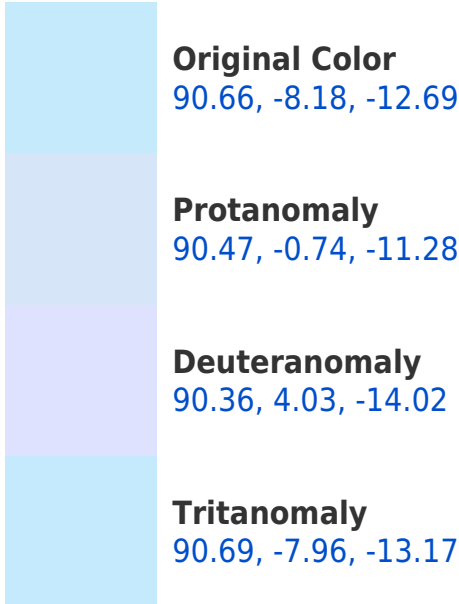 Original Color
90.66, -8.18, -12.69
Protanomaly
90.47, -0.74, -11.28
Deuteranomaly
90.36, 4.03, -14.02
Tritanomaly
90.69, -7.96, -13.17